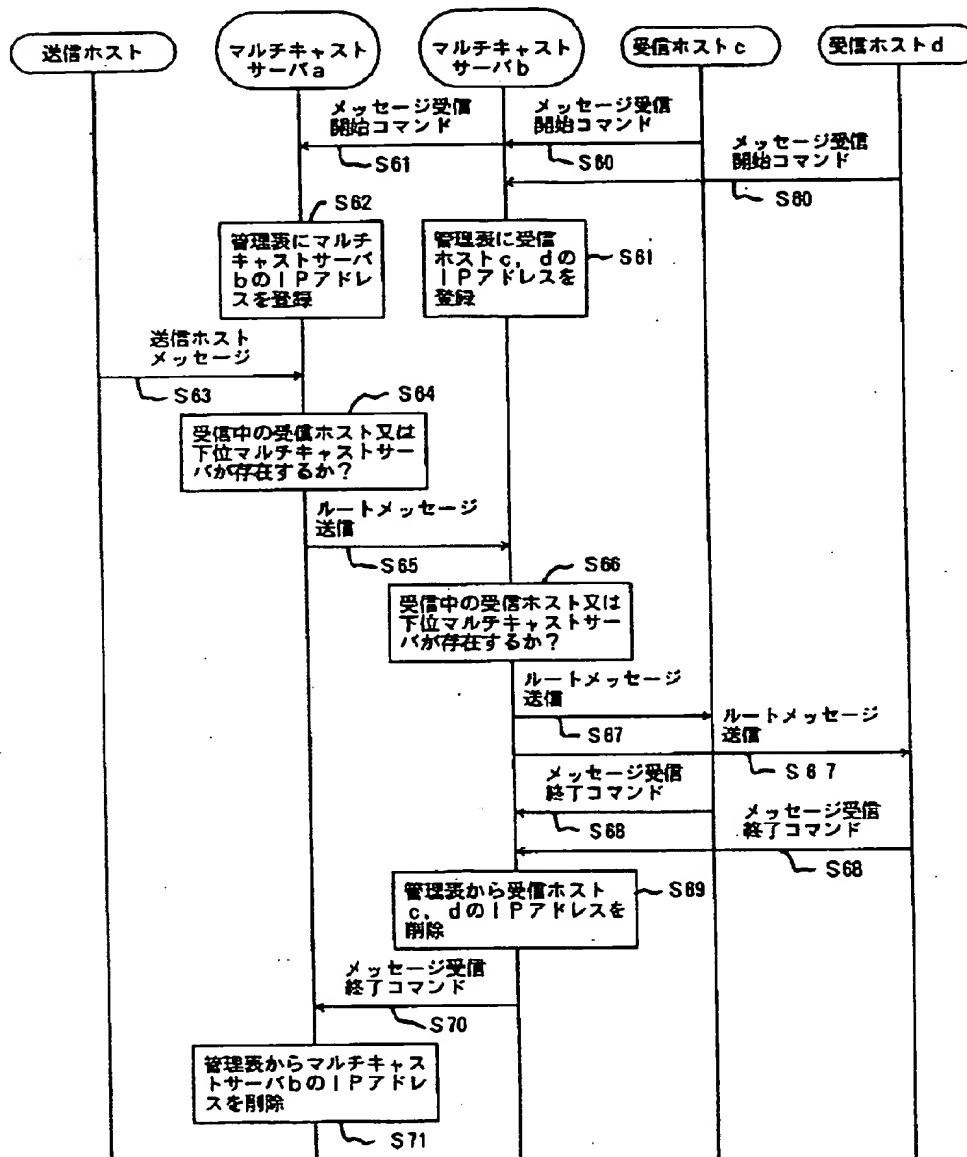 送信ホスト
マルチキャスト
サーバa
マルチキャスト
サーバb
受信ホストc
受信ホストd
メッセージ受信
開始コマンド
S61
メッセージ受信
開始コマンド
S60
メッセージ受信
開始コマンド
S60
S62
管理表にマルチ
キャストサーバ
bのIPアドレ
スを登録
管理表に受信
ホストc,dの
IPアドレスを
登録
S61
送信ホスト
メッセージ
S63
S64
受信中の受信ホスト又は
下位マルチキャストサー
バが存在するか?
ルートメッセージ
送信
S65
S66
受信中の受信ホスト又は
下位マルチキャストサー
バが存在するか?
ルートメッセージ
送信
S67
ルートメッセージ
送信
S67
メッセージ受信
終了コマンド
S68
メッセージ受信
終了コマンド
S68
管理表から受信ホスト
c,dのIPアドレスを
削除
S69
メッセージ受信
終了コマンド
S70
管理表からマルチキャス
トサーバbのIPアドレ
スを削除
S71